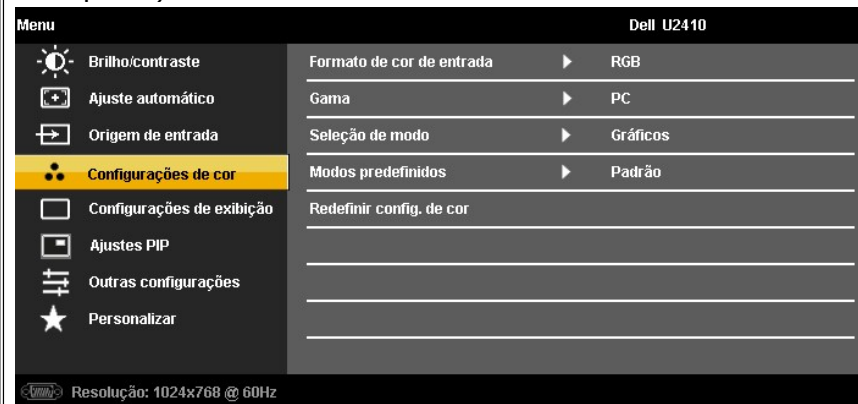 Menu Dell U2410
Brilho/contraste Formato de cor de entrada RGB
Ajuste automático Gama PC
Origem de entrada Seleção de modo Gráficos
Configurações de cor Modos predefinidos Padrão
Configurações de exibição Redefinir config. de cor
Ajustes PIP
Outras configurações
Personalizar
Resolução: 1024x768 @ 60Hz